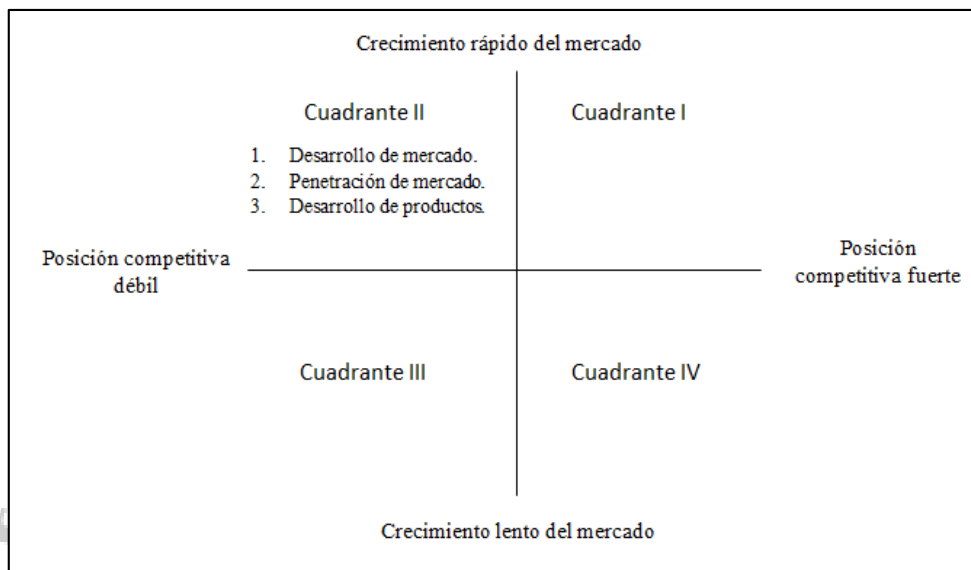 Crecimiento rápido del mercado
Cuadrante II
Cuadrante I
1. Desarrollo de mercado.
2. Penetración de mercado.
3. Desarrollo de productos.
Posición competitiva
débil
Posición
competitiva fuerte
Cuadrante III
Cuadrante IV
Crecimiento lento del mercado